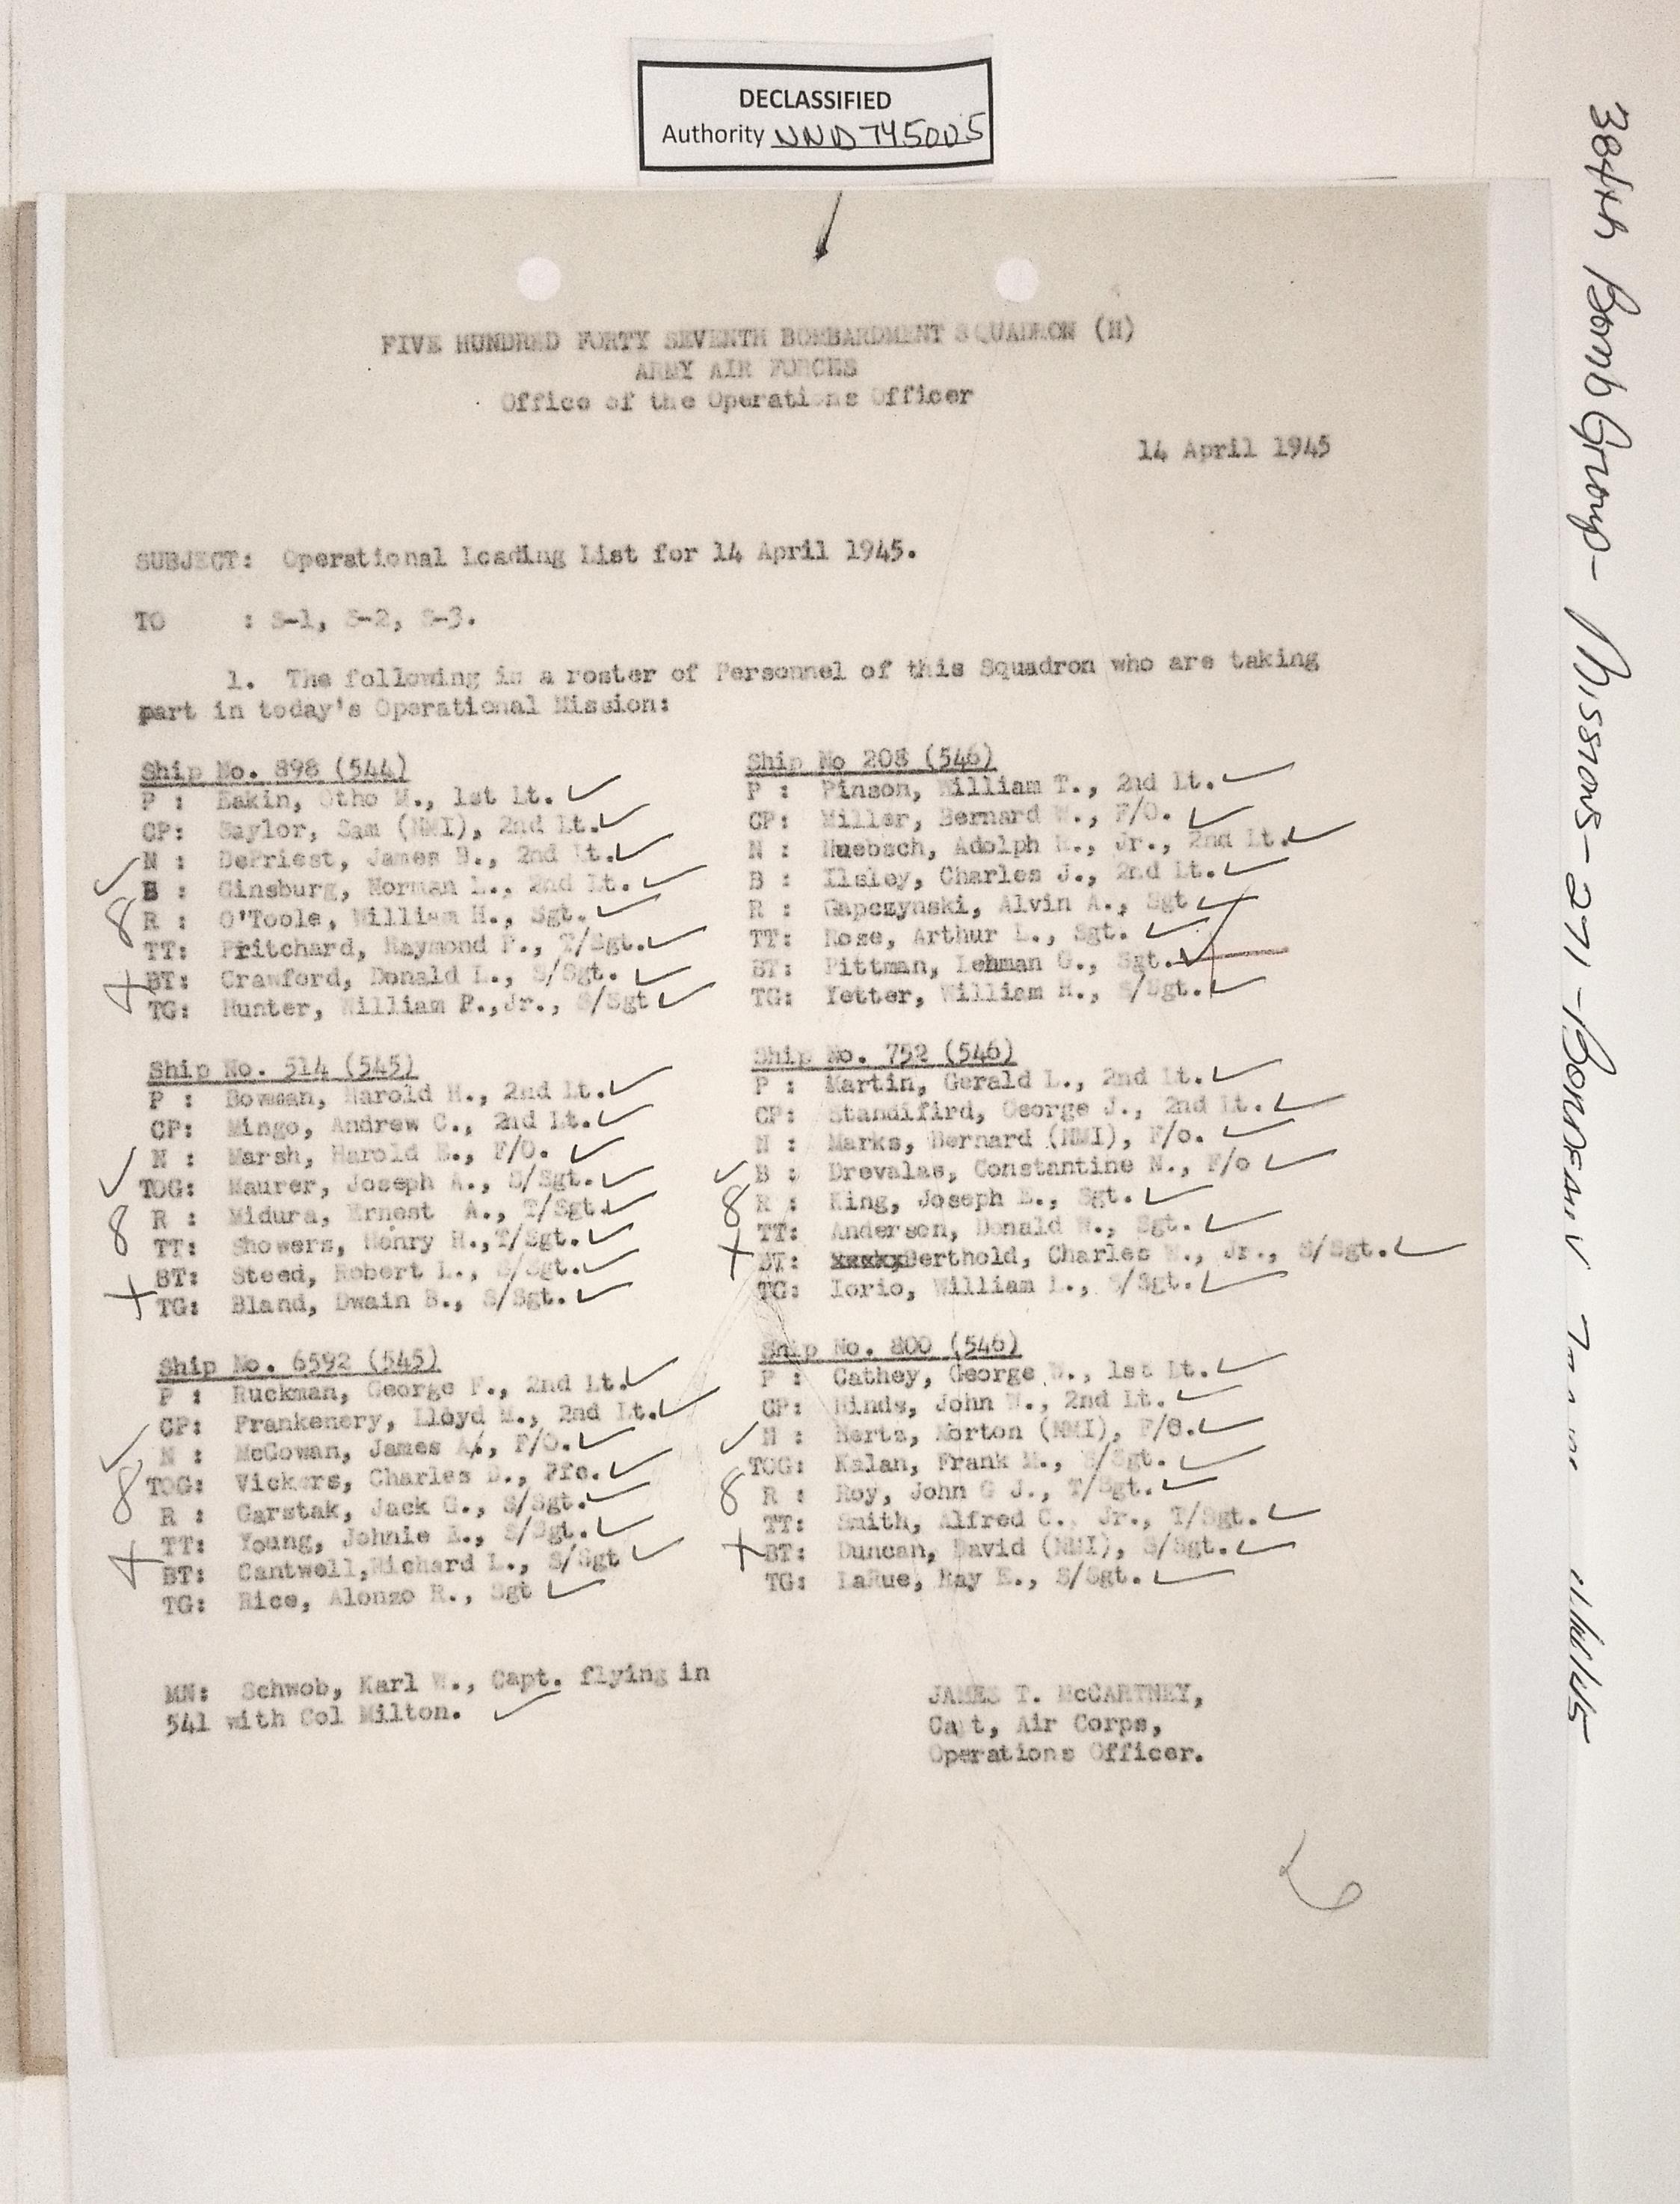 DECLASSIFIED
Authority NND745005
FIVE HUNDRED FORTY SEVENTH BOMBARDMENT SQUADRON (H)
ARMY AIR FORCES
Office of the Operations Officer
14 April 1945
SUBJECT: Operational Loading List for 14 April 1945.
TO : S-1, S-2, S-3.
1. The following is a roster of Personnel of this Squadron who are taking
part in today's Operational Mission:
Ship No. 898 (544)
P : Eakin, Otho M., 1st Lt. ✓
CP: Saylor, Sam (NMI), 2nd Lt. ✓
N : DePriest, James B., 2nd Lt. ✓
✓ B : Ginsburg, Norman L., 2nd Lt. ✓
8 R : O'Toole, William H., Sgt. ✓
TT: Pritchard, Raymond F., T/Sgt. ✓
+ BT: Crawford, Donald L., S/Sgt. ✓
TG: Hunter, William P.,Jr., S/Sgt ✓
Ship No. 514 (545)
P : Bowman, Harold H., 2nd Lt. ✓
CP: Mingo, Andrew C., 2nd Lt. ✓
N : Marsh, Harold E., F/O. ✓
✓ TOG: Maurer, Joseph A., S/Sgt. ✓
8 R : Midura, Ernest A., T/Sgt. ✓
TT: Showers, Henry H.,T/Sgt. ✓
BT: Steed, Robert L., S/Sgt. ✓
+ TG: Bland, Dwain B., S/Sgt. ✓
Ship No. 6592 (545)
P : Ruckman, George F., 2nd Lt. ✓
CP: Frankenery, Lloyd M., 2nd Lt. ✓
✓ N : McGowan, James A., F/O. ✓
8 TOG: Vickers, Charles D., Pfc. ✓
R : Garstak, Jack G., S/Sgt. ✓
TT: Young, Johnie E., S/Sgt. ✓
+ BT: Cantwell,Richard L., S/Sgt ✓
TG: Rice, Alonzo R., Sgt ✓
MN: Schwob, Karl W., Capt. flying in
541 with Col Milton. ✓
Ship No 208 (546)
P : Pinson, William T., 2nd Lt. ✓
CP: Miller, Bernard W., F/O. ✓
N : Huebsch, Adolph H., Jr., 2nd Lt. ✓
B : Ilsley, Charles J., 2nd Lt. ✓
R : Gapczynski, Alvin A., Sgt ✓
TT: Rose, Arthur L., Sgt. ✓
BT: Pittman, Lehman G., Sgt. ✓
TG: Yetter, William H., S/Sgt. ✓
Ship No. 752 (546)
P : Martin, Gerald L., 2nd Lt. ✓
CP: Standifird, George J., 2nd Lt. ✓
N : Marks, Bernard (NMI), F/o. ✓
✓ B : Drevalas, Constantine N., F/o ✓
8 R : King, Joseph E., Sgt. ✓
TT: Anderson, Donald W., Sgt. ✓
+ BT: Berthold, Charles W., Jr., S/Sgt. ✓
TG: Iorio, William L., S/Sgt. ✓
Ship No. 800 (546)
P : Cathey, George W., 1st Lt. ✓
CP: Hinds, John W., 2nd Lt. ✓
✓ N : Hertz, Morton (NMI), F/O. ✓
TOG: Kalan, Frank M., S/Sgt. ✓
8 R : Roy, John G J., T/Sgt. ✓
TT: Smith, Alfred C., Jr., T/Sgt. ✓
+ BT: Duncan, David (NMI), S/Sgt. ✓
TG: LaRue, Ray E., S/Sgt. ✓
JAMES T. McCARTNEY,
Capt, Air Corps,
Operations Officer.
384th Bomb Group - Missions - 271 - Bordeaux